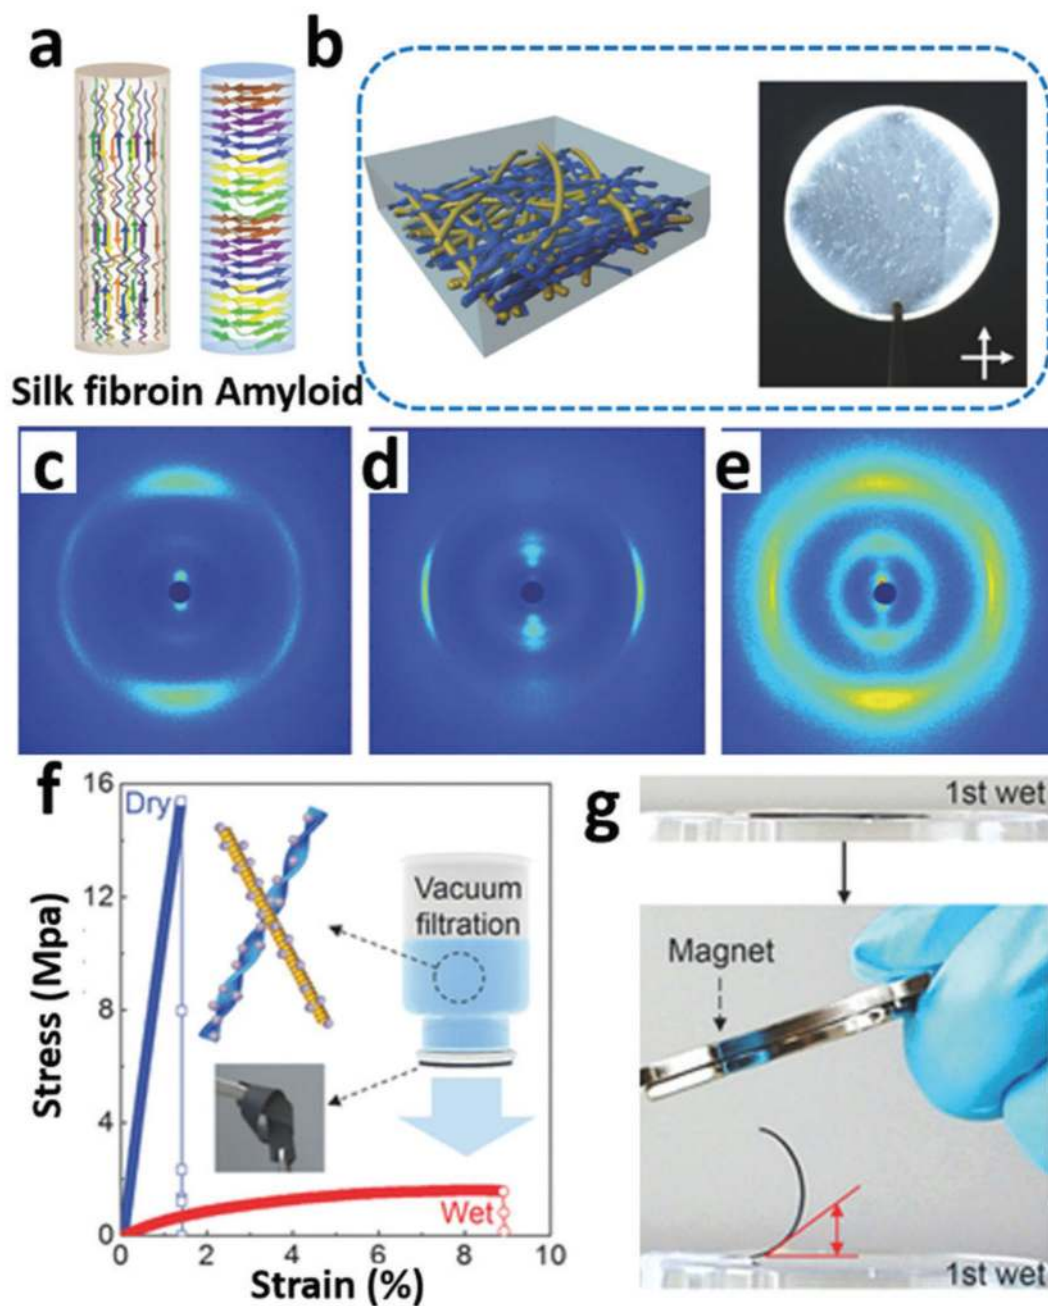 a
b
Silk fibroin Amyloid
c
d
e
f
16
12
8
4
0
Stress (Mpa)
Dry
Vacuum
filtration
Wet
0 2 4 6 8 10
Strain (%)
g
1st wet
Magnet
1st wet